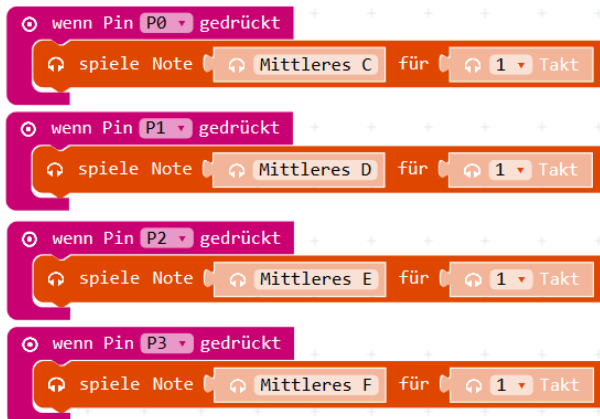 wenn Pin P0 gedrückt
spiele Note Mittleres C für 1 Takt
wenn Pin P1 gedrückt
spiele Note Mittleres D für 1 Takt
wenn Pin P2 gedrückt
spiele Note Mittleres E für 1 Takt
wenn Pin P3 gedrückt
spiele Note Mittleres F für 1 Takt